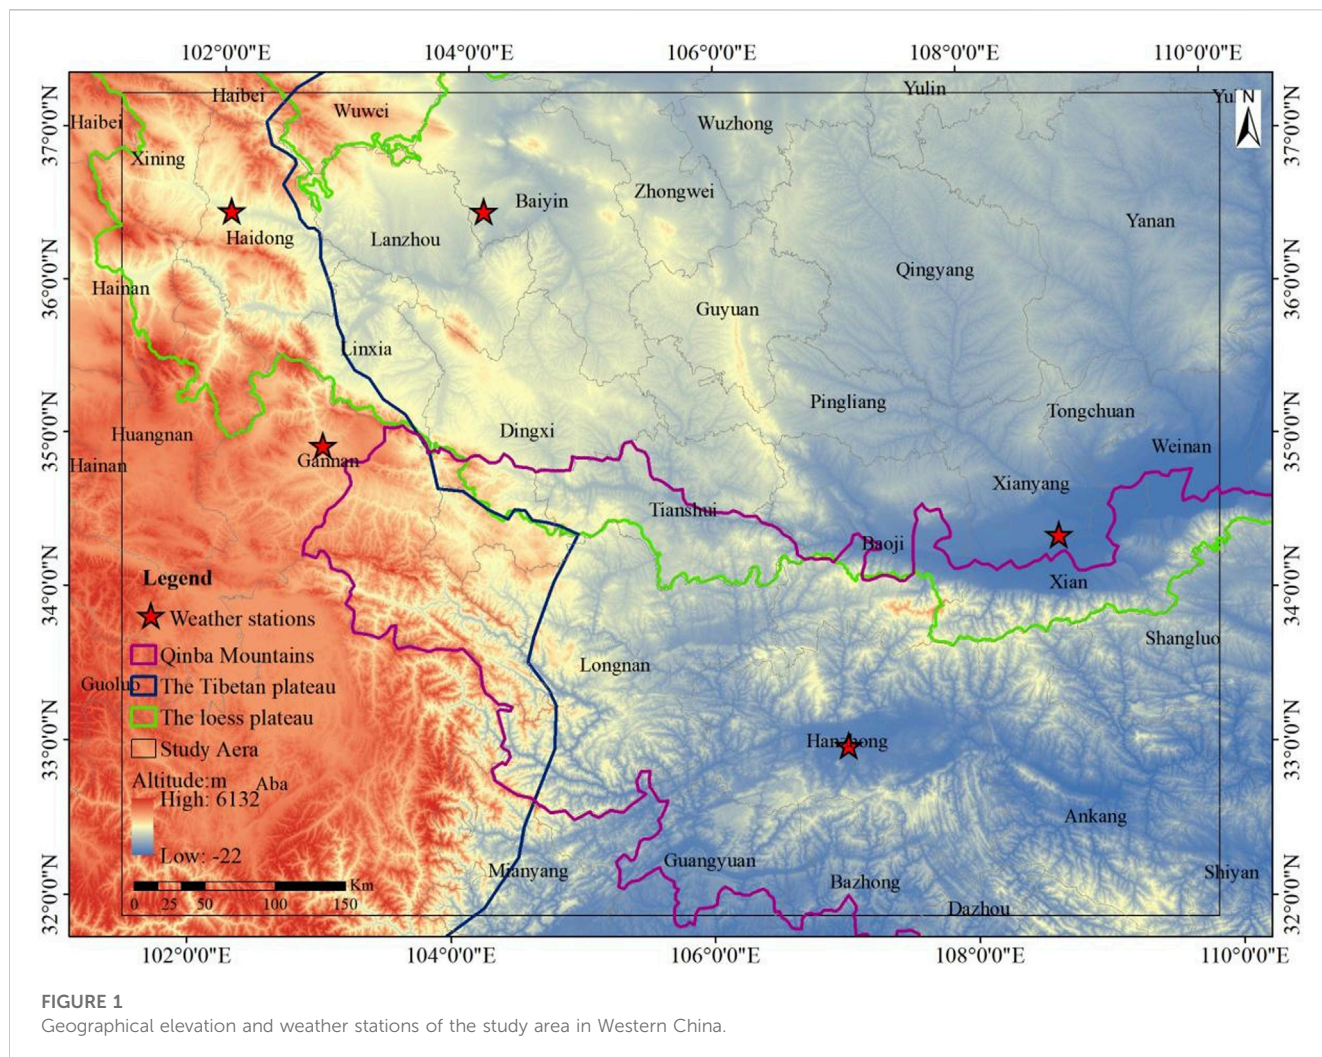 102°0'0"E 104°0'0"E 106°0'0"E 108°0'0"E 110°0'0"E
37°0'0"N
36°0'0"N
35°0'0"N
34°0'0"N
33°0'0"N
32°0'0"N
37°0'0"N
36°0'0"N
35°0'0"N
34°0'0"N
33°0'0"N
32°0'0"N
N
Haibei
Wuwei
Yulin
Haibei
Wuzhong
Xining
Zhongwei
Baiyin
Yanan
Haidong
Lanzhou
Qingyang
Hainan
Guyuan
Linxia
Pingliang
Tongchuan
Huangnan
Dingxi
Weinan
Hainan
Gannan
Xianyang
Tianshui
Baoji
Xian
Shangluo
Longnan
Guoluo
Hanzhong
Aba
Ankang
Mianyang
Guangyuan
Bazhong
Shiyan
Dazhou
Legend
Weather stations
Qinba Mountains
The Tibetan plateau
The loess plateau
Study Aera
Altitude:m
High: 6132
Low: -22
Km
0 25 50 100 150
102°0'0"E 104°0'0"E 106°0'0"E 108°0'0"E 110°0'0"E
FIGURE 1
Geographical elevation and weather stations of the study area in Western China.